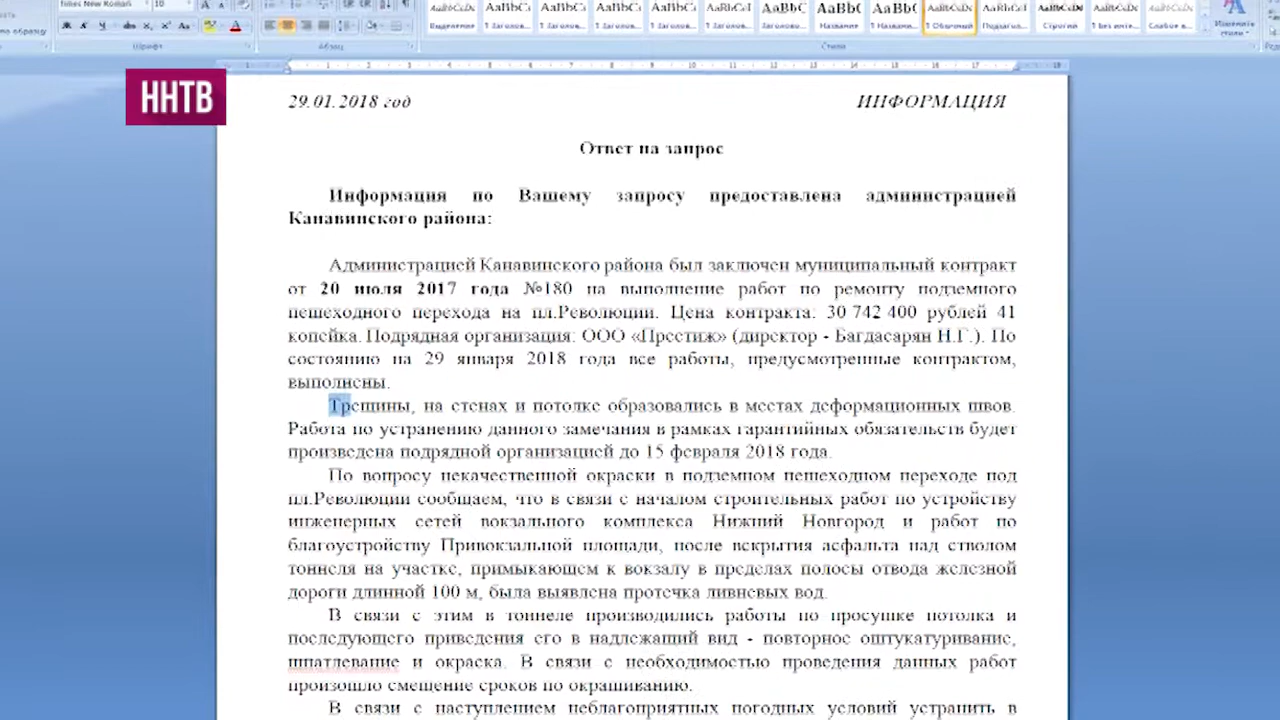 ННТВ
29.01.2018 год ИНФОРМАЦИЯ
Ответ на запрос
Информация по Вашему запросу предоставлена администрацией
Канавинского района:
Администрацией Канавинского района был заключен муниципальный контракт
от 20 июля 2017 года №180 на выполнение работ по ремонту подземного
пешеходного перехода на пл.Революции. Цена контракта: 30 742 400 рублей 41
копейка. Подрядная организация: ООО «Престиж» (директор - Багдасарян Н.Г.). По
состоянию на 29 января 2018 года все работы, предусмотренные контрактом,
выполнены.
Трещины, на стенах и потолке образовались в местах деформационных швов.
Работа по устранению данного замечания в рамках гарантийных обязательств будет
произведена подрядной организацией до 15 февраля 2018 года.
По вопросу некачественной окраски в подземном пешеходном переходе под
пл.Революции сообщаем, что в связи с началом строительных работ по устройству
инженерных сетей вокзального комплекса Нижний Новгород и работ по
благоустройству Привокзальной площади, после вскрытия асфальта над стволом
тоннеля на участке, примыкающем к вокзалу в пределах полосы отвода железной
дороги длинной 100 м, была выявлена протечка ливневых вод.
В связи с этим в тоннеле производились работы по просушке потолка и
последующего приведения его в надлежащий вид - повторное оштукатуривание,
шпатлевание и окраска. В связи с необходимостью проведения данных работ
произошло смещение сроков по окрашиванию.
В связи с наступлением неблагоприятных погодных условий устранить в